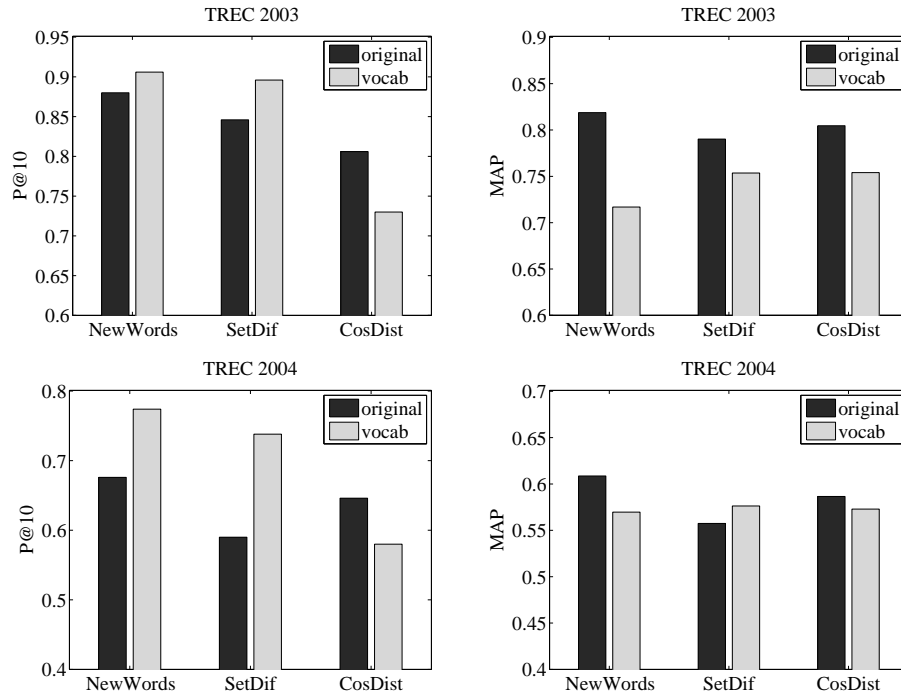 TREC 2003
0.95
0.9
0.85
0.8
0.75
0.7
0.65
0.6
P@10
original
vocab
NewWords SetDif CosDist
TREC 2003
0.9
0.85
0.8
0.75
0.7
0.65
0.6
MAP
original
vocab
NewWords SetDif CosDist
TREC 2004
0.8
0.7
0.6
0.5
0.4
P@10
original
vocab
NewWords SetDif CosDist
TREC 2004
0.7
0.65
0.6
0.55
0.5
0.45
0.4
MAP
original
vocab
NewWords SetDif CosDist